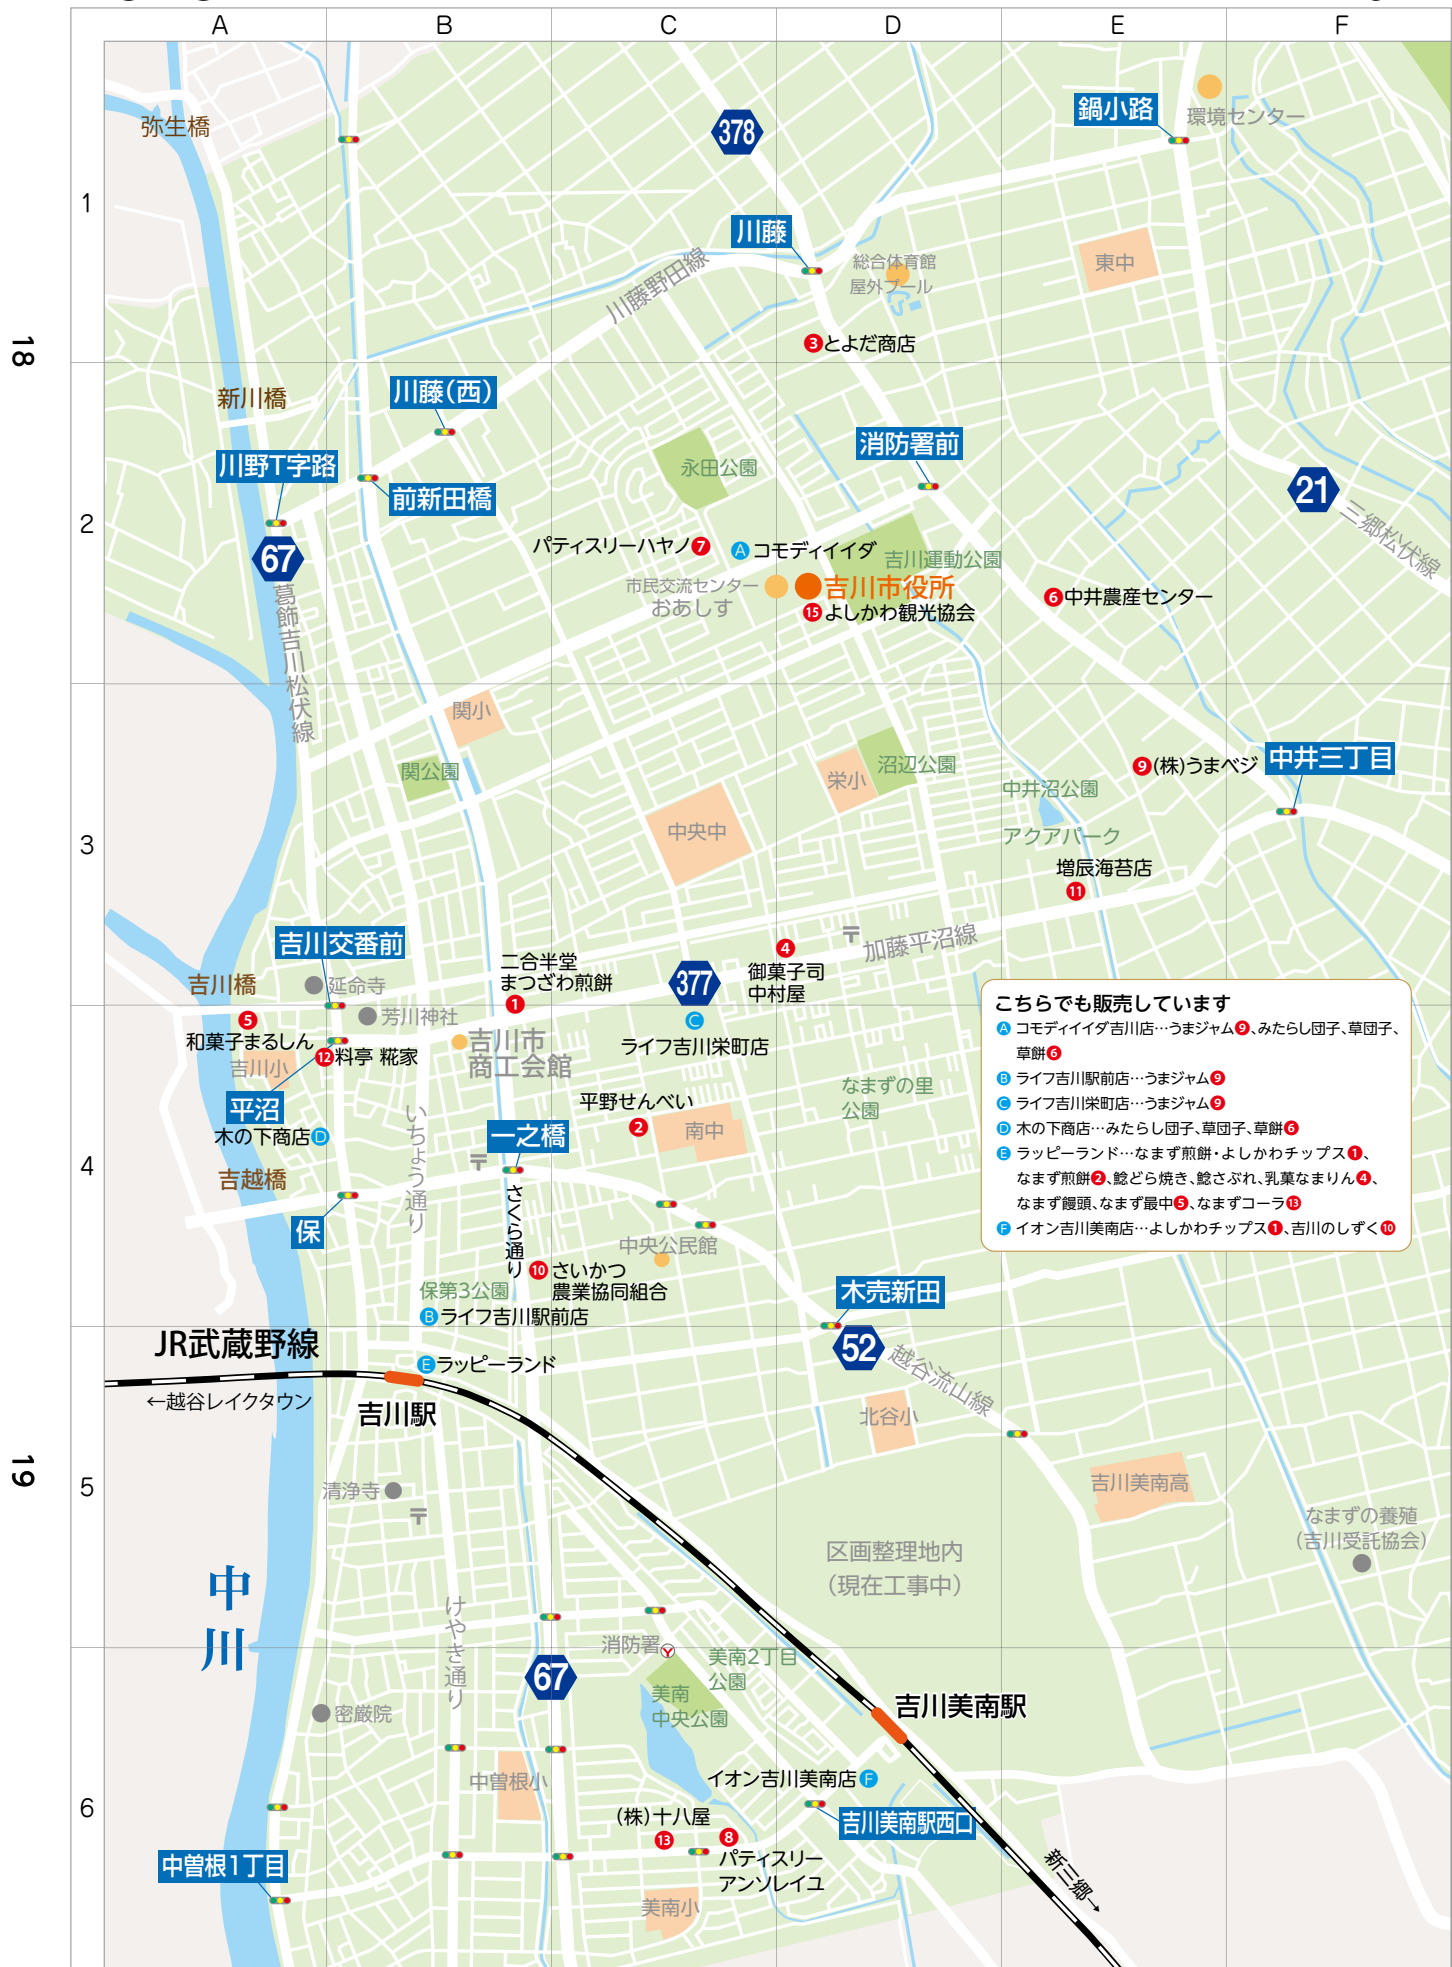 A
B
C
D
E
F
1
2
3
4
5
6
18
19
弥生橋
378
鍋小路
環境センター
川藤
川藤野田線
総合体育館
屋外プール
東中
3 とよだ商店
新川橋
川藤(西)
川野T字路
前新田橋
永田公園
消防署前
21
三郷松伏線
67
葛飾吉川松伏線
パティスリーハヤノ 7
A コモディイイダ
吉川運動公園
市民交流センター
おあしす
吉川市役所
15 よしかわ観光協会
6 中井農産センター
関小
関公園
中央中
栄小
沼辺公園
中井沼公園
アクアパーク
9 (株)うまベジ
中井三丁目
増辰海苔店
11
吉川交番前
吉川橋
延命寺
芳川神社
二合半堂
まつざわ煎餅
1
377
4
御菓子司
中村屋
〒
加藤平沼線
5
和菓子まるしん
吉川小
12 料亭 糀家
吉川市
商工会館
C
ライフ吉川栄町店
平沼
木の下商店 D
いちょう通り
平野せんべい
2
南中
なまずの里
公園
一之橋
〒
吉越橋
保
さくら通り
中央公民館
10 さいかつ
農業協同組合
保第3公園
B ライフ吉川駅前店
木売新田
52
越谷流山線
こちらでも販売しています
A コモディイイダ吉川店…うまジャム9、みたらし団子、草団子、
草餅6
B ライフ吉川駅前店…うまジャム9
C ライフ吉川栄町店…うまジャム9
D 木の下商店…みたらし団子、草団子、草餅6
E ラッピーランド…なまず煎餅・よしかわチップス1、
なまず煎餅2、鯰どら焼き、鯰さぶれ、乳菓なまりん4、
なまず饅頭、なまず最中5、なまずコーラ13
F イオン吉川美南店…よしかわチップス1、吉川のしずく10
JR武蔵野線
←越谷レイクタウン
E ラッピーランド
吉川駅
北谷小
清浄寺
〒
吉川美南高
なまずの養殖
(吉川受託協会)
区画整理地内
(現在工事中)
中川
けやき通り
消防署
67
美南2丁目
公園
美南
中央公園
密厳院
吉川美南駅
中曽根小
イオン吉川美南店 F
吉川美南駅西口
(株)十八屋
13
8
パティスリー
アンソレイユ
中曽根1丁目
美南小
新三郷→